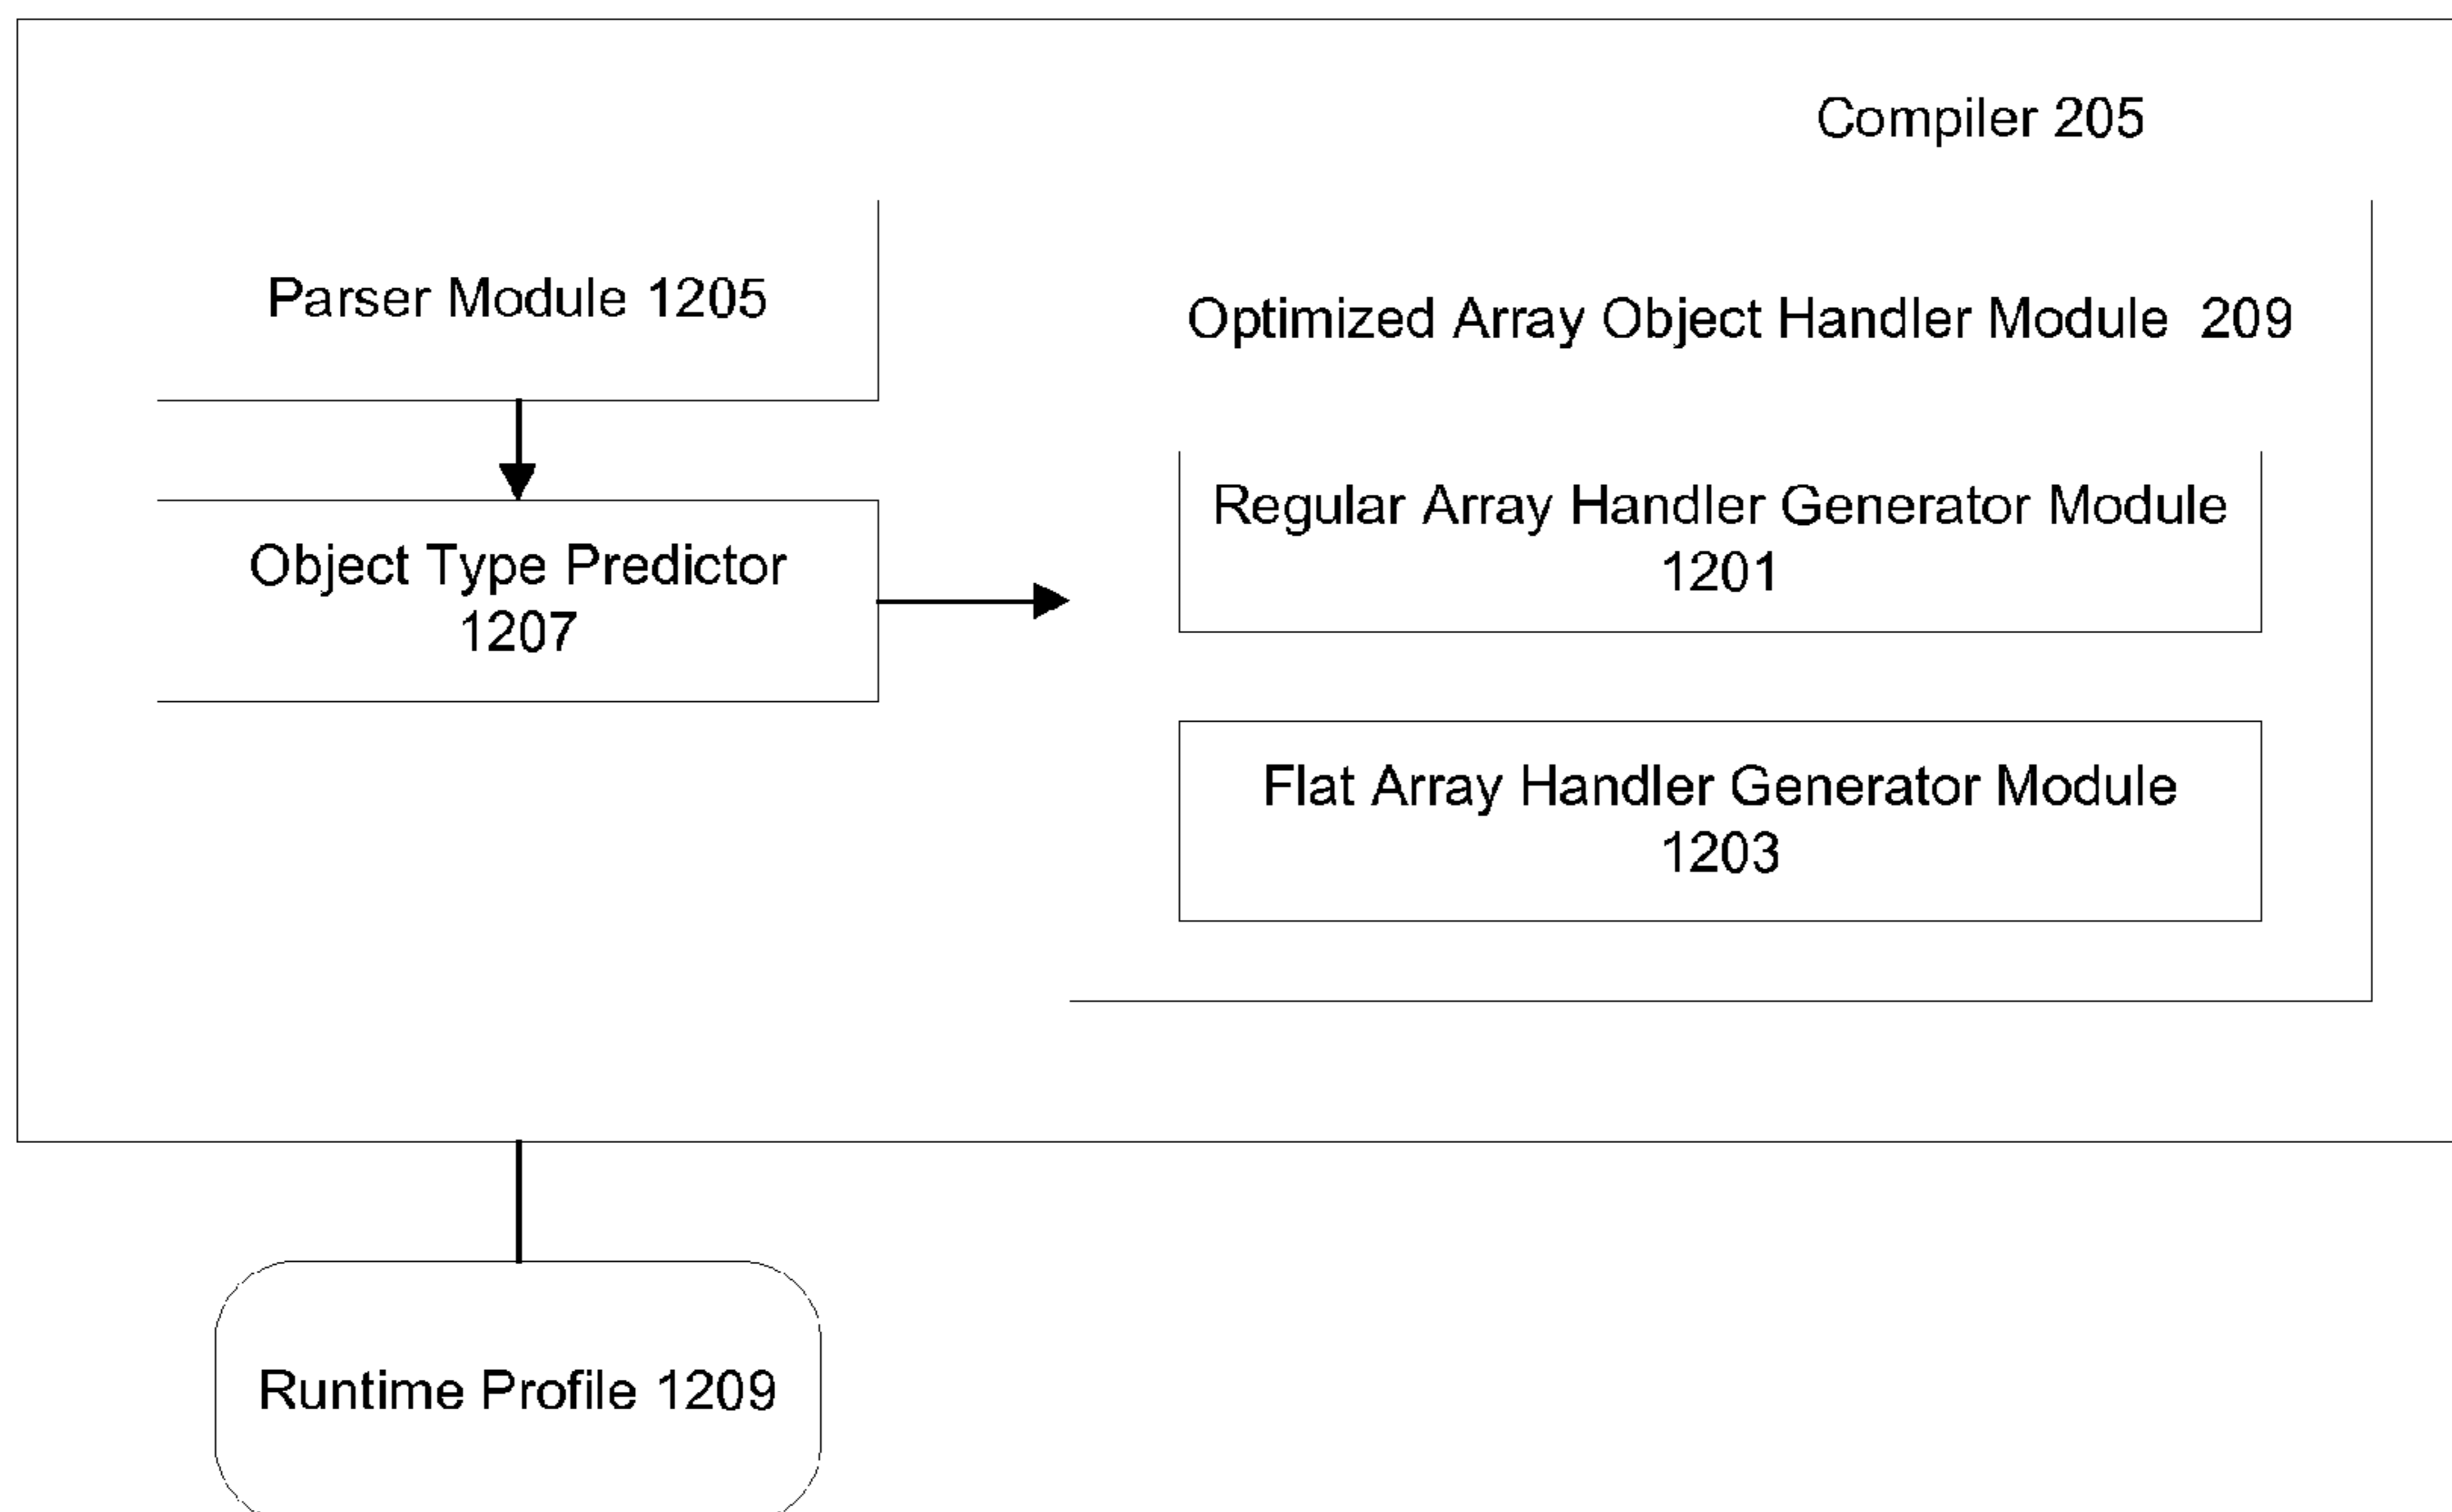 Compiler 205
Parser Module 1205
Optimized Array Object Handler Module 209
Object Type Predictor
1207
Regular Array Handler Generator Module
1201
Flat Array Handler Generator Module
1203
Runtime Profile 1209